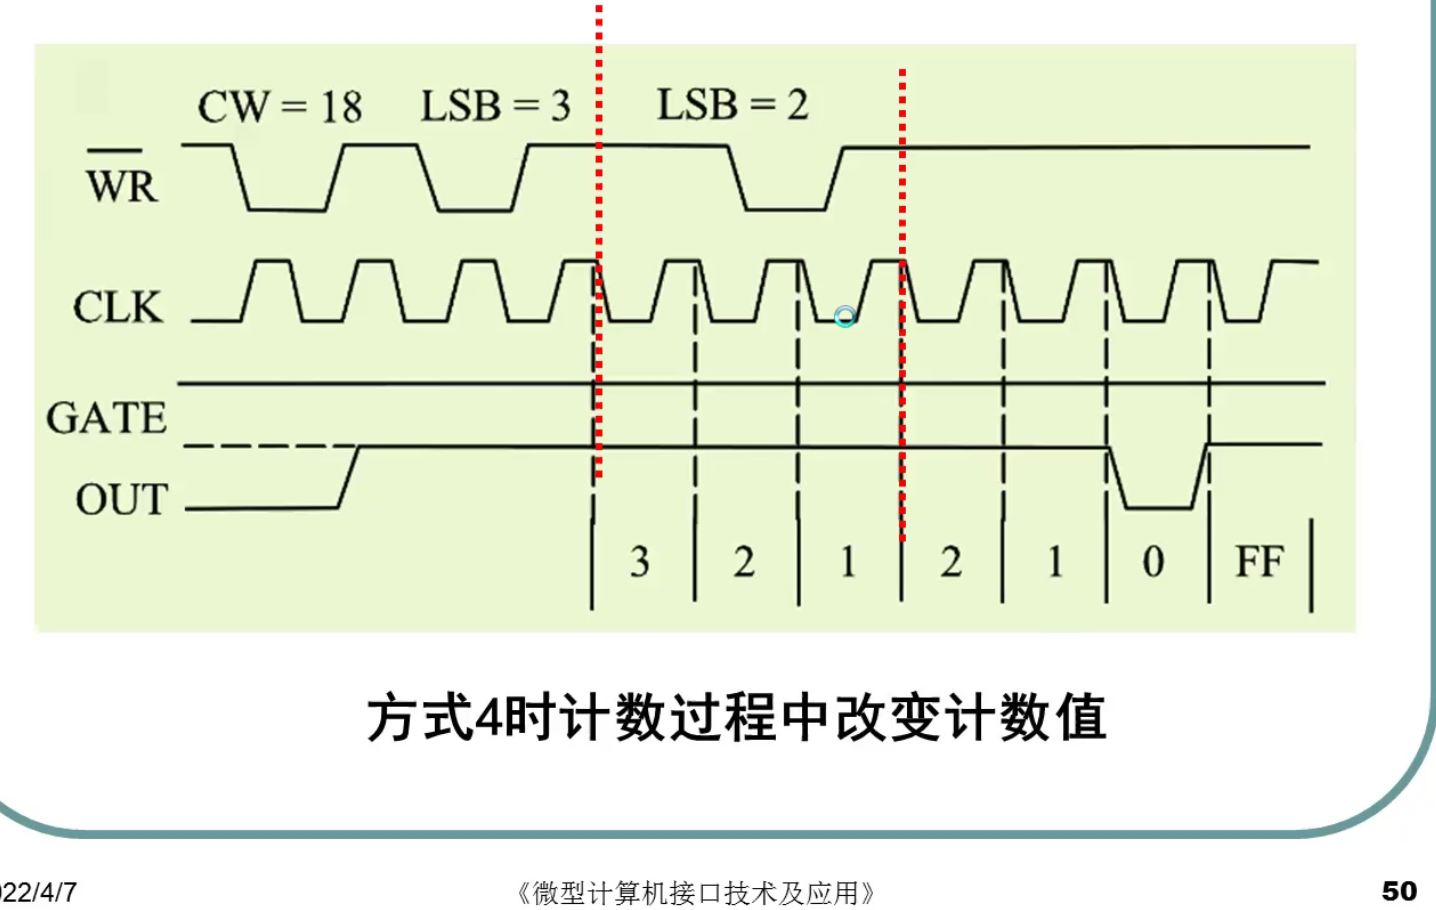 CW = 18 LSB = 3 LSB = 2
WR
CLK
GATE
OUT
3 2 1 2 1 0 FF
方式4时计数过程中改变计数值
022/4/7 《微型计算机接口技术及应用》 50